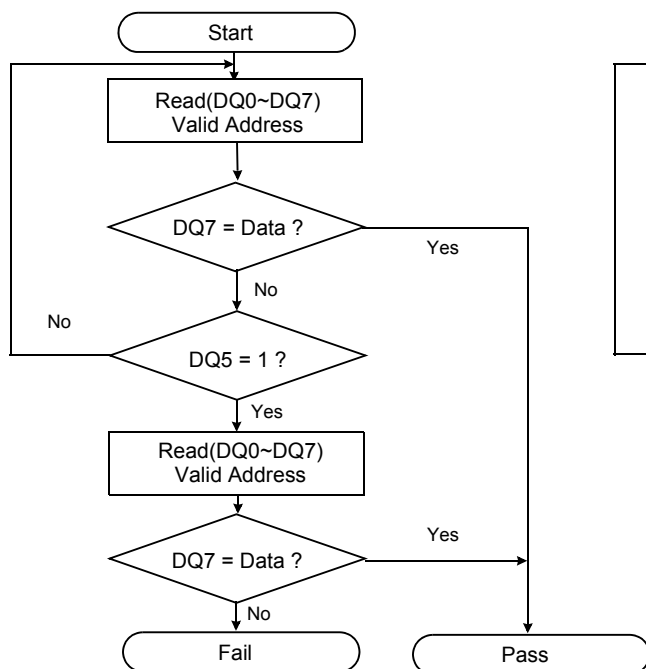 Start
Read(DQ0~DQ7)
Valid Address
DQ7 = Data ?
Yes
No
No
DQ5 = 1 ?
Yes
Read(DQ0~DQ7)
Valid Address
DQ7 = Data ?
Yes
No
Fail
Pass